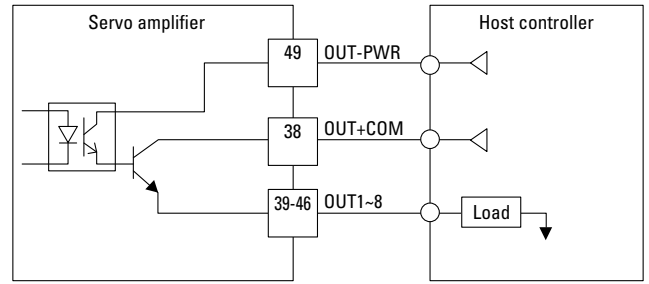 Servo amplifier
Host controller
49 OUT-PWR
38 OUT+COM
39-46 OUT1~8
Load